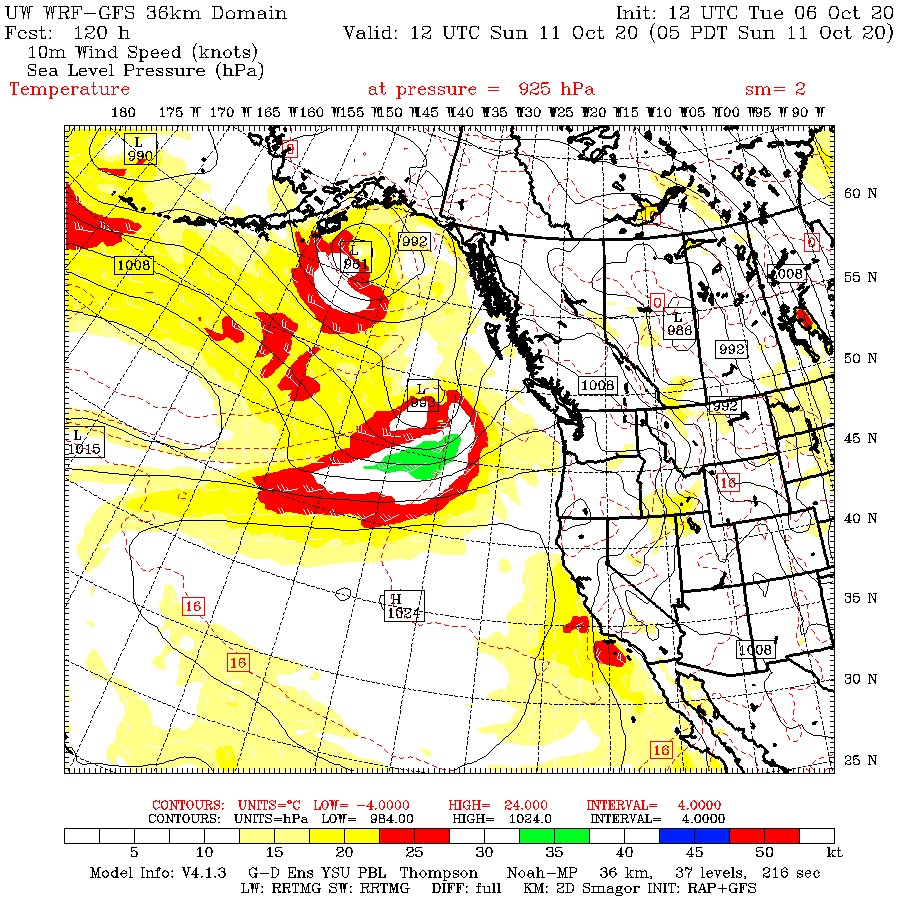 UW WRF-GFS 36km Domain Init: 12 UTC Tue 06 Oct 20
Fcst: 120 h Valid: 12 UTC Sun 11 Oct 20 (05 PDT Sun 11 Oct 20)
10m Wind Speed (knots)
Sea Level Pressure (hPa)
Temperature at pressure = 925 hPa sm= 2
180 175 W 170 W 165 W 160 W 155 W 150 W 145 W 140 W 135 W 130 W 125 W 120 W 115 W 110 W 105 W 100 W 95 W 90 W
L
990
0
60 N
992
0
L
981
1008
1008
55 N
0
L
986
992
50 N
1008
L
992
L
1015
45 N
16
40 N
16
H
1024
35 N
16
1008
30 N
16
25 N
CONTOURS: UNITS=°C LOW= -4.0000 HIGH= 24.000 INTERVAL= 4.0000
CONTOURS: UNITS=hPa LOW= 984.00 HIGH= 1024.0 INTERVAL= 4.0000
5 10 15 20 25 30 35 40 45 50 kt
Model Info: V4.1.3 G-D Ens YSU PBL Thompson Noah-MP 36 km, 37 levels, 216 sec
LW: RRTMG SW: RRTMG DIFF: full KM: 2D Smagor INIT: RAP+GFS